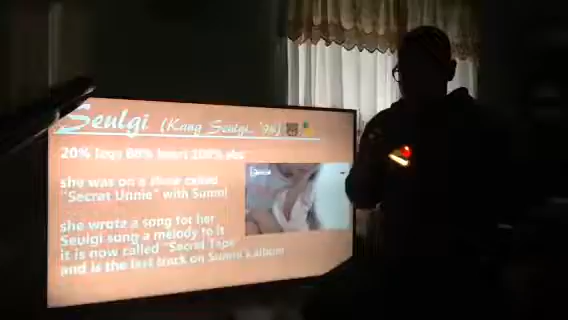 Seulgi (Kang Seulgi, '94)
20% legs 80% heart 100% abs
she was on a show called
"Secret Unnie" with Sunmi
she wrote a song for her
Seulgi sung a melody to it
it is now called "Secret Tape"
and is the last track on Sunmi's album